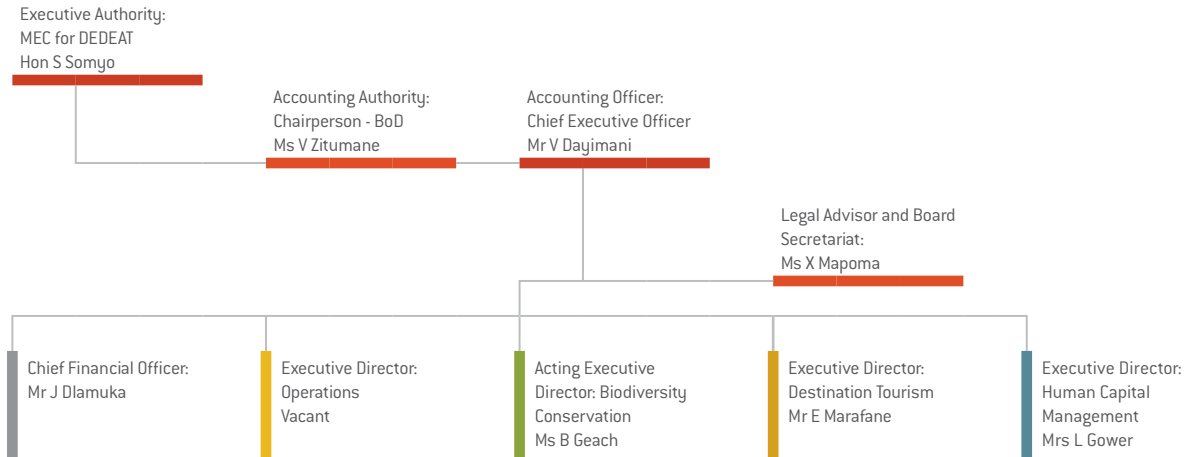 Executive Authority:
MEC for DEDEAT
Hon S Somyo
Accounting Authority:
Chairperson - BoD
Ms V Zitumane
Accounting Officer:
Chief Executive Officer
Mr V Dayimani
Legal Advisor and Board
Secretariat:
Ms X Mapoma
Chief Financial Officer:
Mr J Dlamuka
Executive Director:
Operations
Vacant
Acting Executive
Director: Biodiversity
Conservation
Ms B Geach
Executive Director:
Destination Tourism
Mr E Marafane
Executive Director:
Human Capital
Management
Mrs L Gower